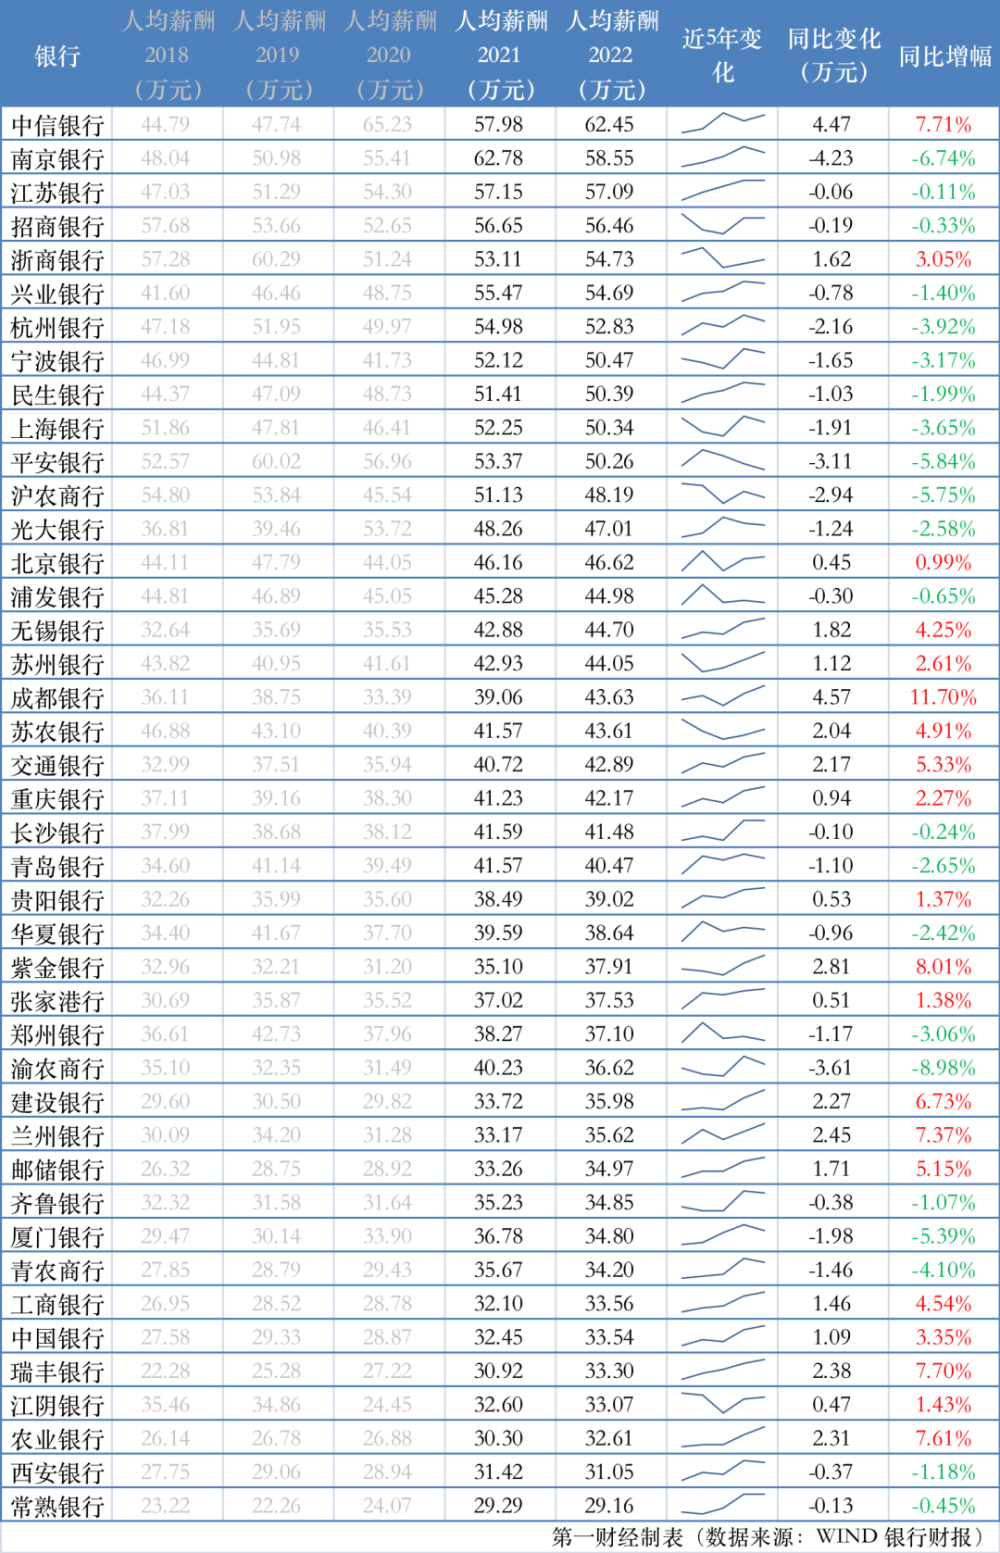 银行 人均薪酬2018（万元） 人均薪酬2019（万元） 人均薪酬2020（万元） 人均薪酬2021（万元） 人均薪酬2022（万元） 近5年变化 同比变化（万元） 同比增幅
中信银行 44.79 47.74 65.23 57.98 62.45 4.47 7.71%
南京银行 48.04 50.98 55.41 62.78 58.55 -4.23 -6.74%
江苏银行 47.03 51.29 54.30 57.15 57.09 -0.06 -0.11%
招商银行 57.68 53.66 52.65 56.65 56.46 -0.19 -0.33%
浙商银行 57.28 60.29 51.24 53.11 54.73 1.62 3.05%
兴业银行 41.60 46.46 48.75 55.47 54.69 -0.78 -1.40%
杭州银行 47.18 51.95 49.97 54.98 52.83 -2.16 -3.92%
宁波银行 46.99 44.81 41.73 52.12 50.47 -1.65 -3.17%
民生银行 44.37 47.09 48.73 51.41 50.39 -1.03 -1.99%
上海银行 51.86 47.81 46.41 52.25 50.34 -1.91 -3.65%
平安银行 52.57 60.02 56.96 53.37 50.26 -3.11 -5.84%
沪农商行 54.80 53.84 45.54 51.13 48.19 -2.94 -5.75%
光大银行 36.81 39.46 53.72 48.26 47.01 -1.24 -2.58%
北京银行 44.11 47.79 44.05 46.16 46.62 0.45 0.99%
浦发银行 44.81 46.89 45.05 45.28 44.98 -0.30 -0.65%
无锡银行 32.64 35.69 35.53 42.88 44.70 1.82 4.25%
苏州银行 43.82 40.95 41.61 42.93 44.05 1.12 2.61%
成都银行 36.11 38.75 33.39 39.06 43.63 4.57 11.70%
苏农银行 46.88 43.10 40.39 41.57 43.61 2.04 4.91%
交通银行 32.99 37.51 35.94 40.72 42.89 2.17 5.33%
重庆银行 37.11 39.16 38.30 41.23 42.17 0.94 2.27%
长沙银行 37.99 38.68 38.12 41.59 41.48 -0.10 -0.24%
青岛银行 34.60 41.14 39.49 41.57 40.47 -1.10 -2.65%
贵阳银行 32.26 35.99 35.60 38.49 39.02 0.53 1.37%
华夏银行 34.40 41.67 37.70 39.59 38.64 -0.96 -2.42%
紫金银行 32.96 32.21 31.20 35.10 37.91 2.81 8.01%
张家港行 30.69 35.87 35.52 37.02 37.53 0.51 1.38%
郑州银行 36.61 42.73 37.96 38.27 37.10 -1.17 -3.06%
渝农商行 35.10 32.35 31.49 40.23 36.62 -3.61 -8.98%
建设银行 29.60 30.50 29.82 33.72 35.98 2.27 6.73%
兰州银行 30.09 34.20 31.28 33.17 35.62 2.45 7.37%
邮储银行 26.32 28.75 28.92 33.26 34.97 1.71 5.15%
齐鲁银行 32.32 31.58 31.64 35.23 34.85 -0.38 -1.07%
厦门银行 29.47 30.14 33.90 36.78 34.80 -1.98 -5.39%
青农商行 27.85 28.79 29.43 35.67 34.20 -1.46 -4.10%
工商银行 26.95 28.52 28.78 32.10 33.56 1.46 4.54%
中国银行 27.58 29.33 28.87 32.45 33.54 1.09 3.35%
瑞丰银行 22.28 25.28 27.22 30.92 33.30 2.38 7.70%
江阴银行 35.46 34.86 24.45 32.60 33.07 0.47 1.43%
农业银行 26.14 26.78 26.88 30.30 32.61 2.31 7.61%
西安银行 27.75 29.06 28.94 31.42 31.05 -0.37 -1.18%
常熟银行 23.22 22.26 24.07 29.29 29.16 -0.13 -0.45%
第一财经制表（数据来源：WIND 银行财报）